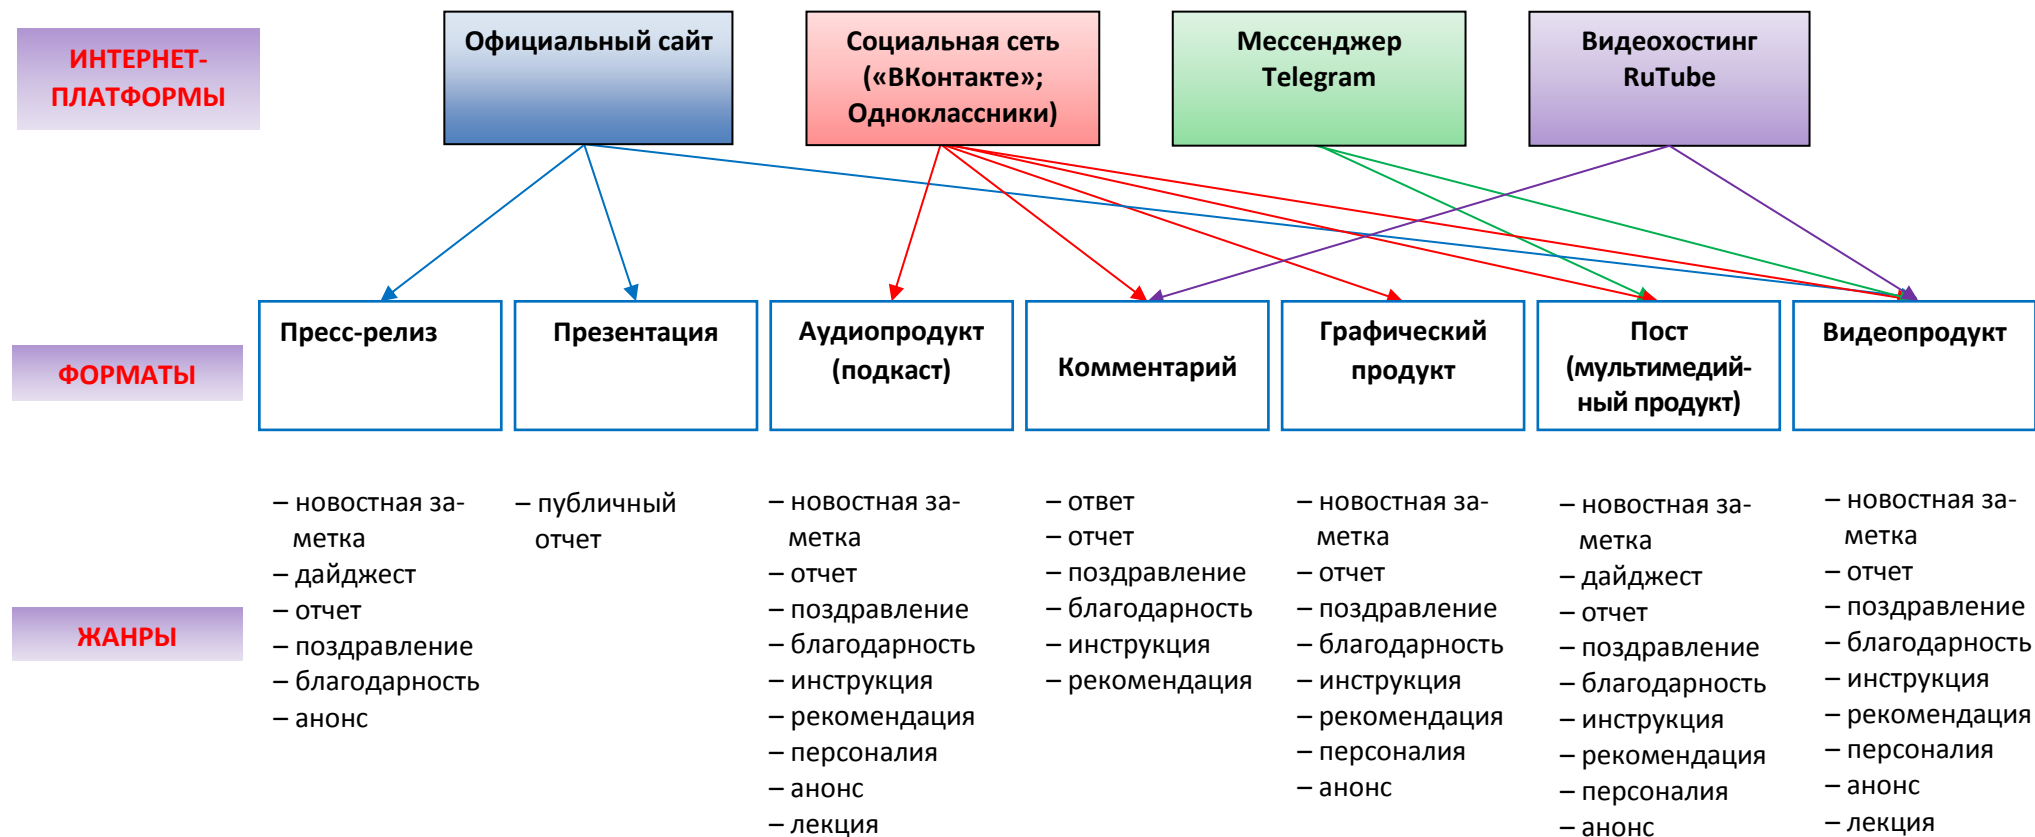 ИНТЕРНЕТ-
ПЛАТФОРМЫ
Официальный сайт
Социальная сеть
(«ВКонтакте»;
Одноклассники)
Мессенджер
Telegram
Видеохостинг
RuTube
ФОРМАТЫ
Пресс-релиз
Презентация
Аудиопродукт
(подкаст)
Комментарий
Графический
продукт
Пост
(мультимедий-
ный продукт)
Видеопродукт
ЖАНРЫ
– новостная за-
метка
– дайджест
– отчет
– поздравление
– благодарность
– анонс
– публичный
отчет
– новостная за-
метка
– отчет
– поздравление
– благодарность
– инструкция
– рекомендация
– персоналия
– анонс
– лекция
– ответ
– отчет
– поздравление
– благодарность
– инструкция
– рекомендация
– новостная за-
метка
– отчет
– поздравление
– благодарность
– инструкция
– рекомендация
– персоналия
– анонс
– новостная за-
метка
– дайджест
– отчет
– поздравление
– благодарность
– инструкция
– рекомендация
– персоналия
– анонс
– новостная за-
метка
– отчет
– поздравление
– благодарность
– инструкция
– рекомендация
– персоналия
– анонс
– лекция